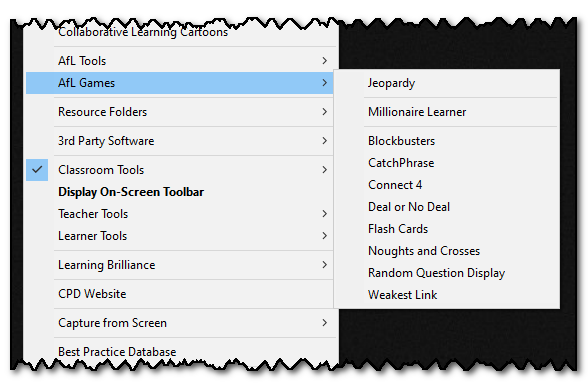 Collaborative Learning Cartoons
AfL Tools
AfL Games
Resource Folders
3rd Party Software
Classroom Tools
Display On-Screen Toolbar
Teacher Tools
Learner Tools
Learning Brilliance
CPD Website
Capture from Screen
Best Practice Database
Jeopardy
Millionaire Learner
Blockbusters
CatchPhrase
Connect 4
Deal or No Deal
Flash Cards
Noughts and Crosses
Random Question Display
Weakest Link